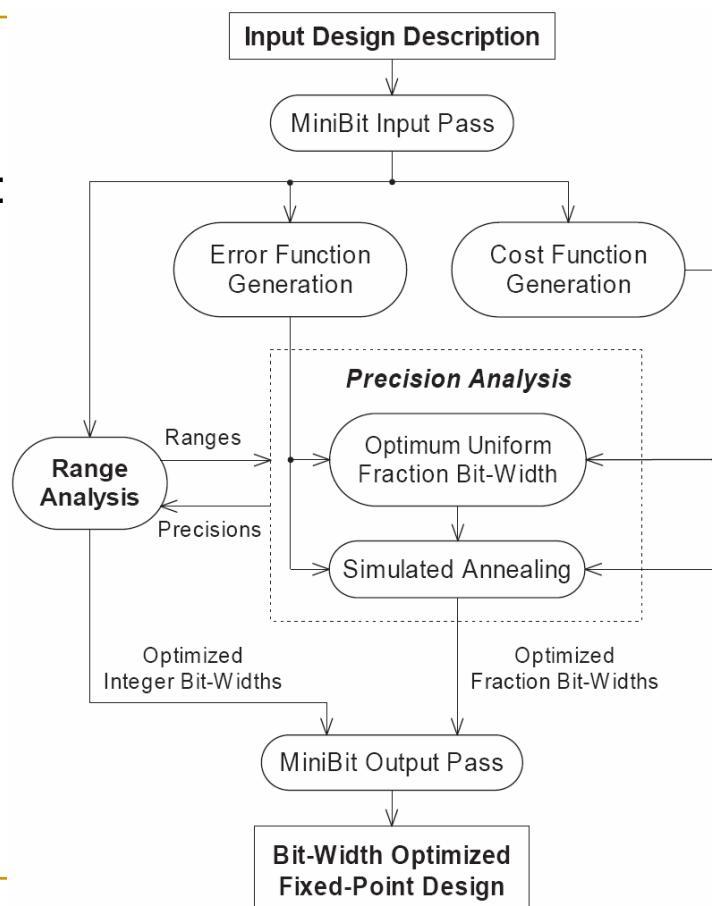 Input Design Description
MiniBit Input Pass
Error Function
Generation
Cost Function
Generation
Precision Analysis
Ranges
Optimum Uniform
Fraction Bit-Width
Range
Analysis
Precisions
Simulated Annealing
Optimized
Integer Bit-Widths
Optimized
Fraction Bit-Widths
MiniBit Output Pass
Bit-Width Optimized
Fixed-Point Design